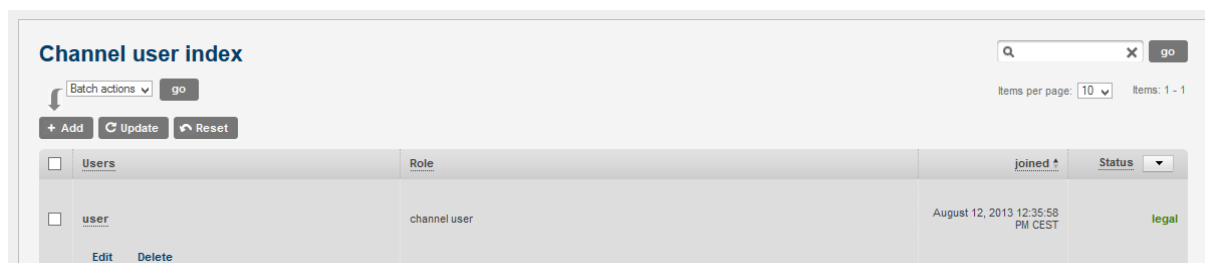 Channel user index
go
Batch actions go
Items per page: 10 Items: 1 - 1
+ Add Update Reset
Users Role joined Status
user channel user August 12, 2013 12:35:58 legal
PM CEST
Edit Delete